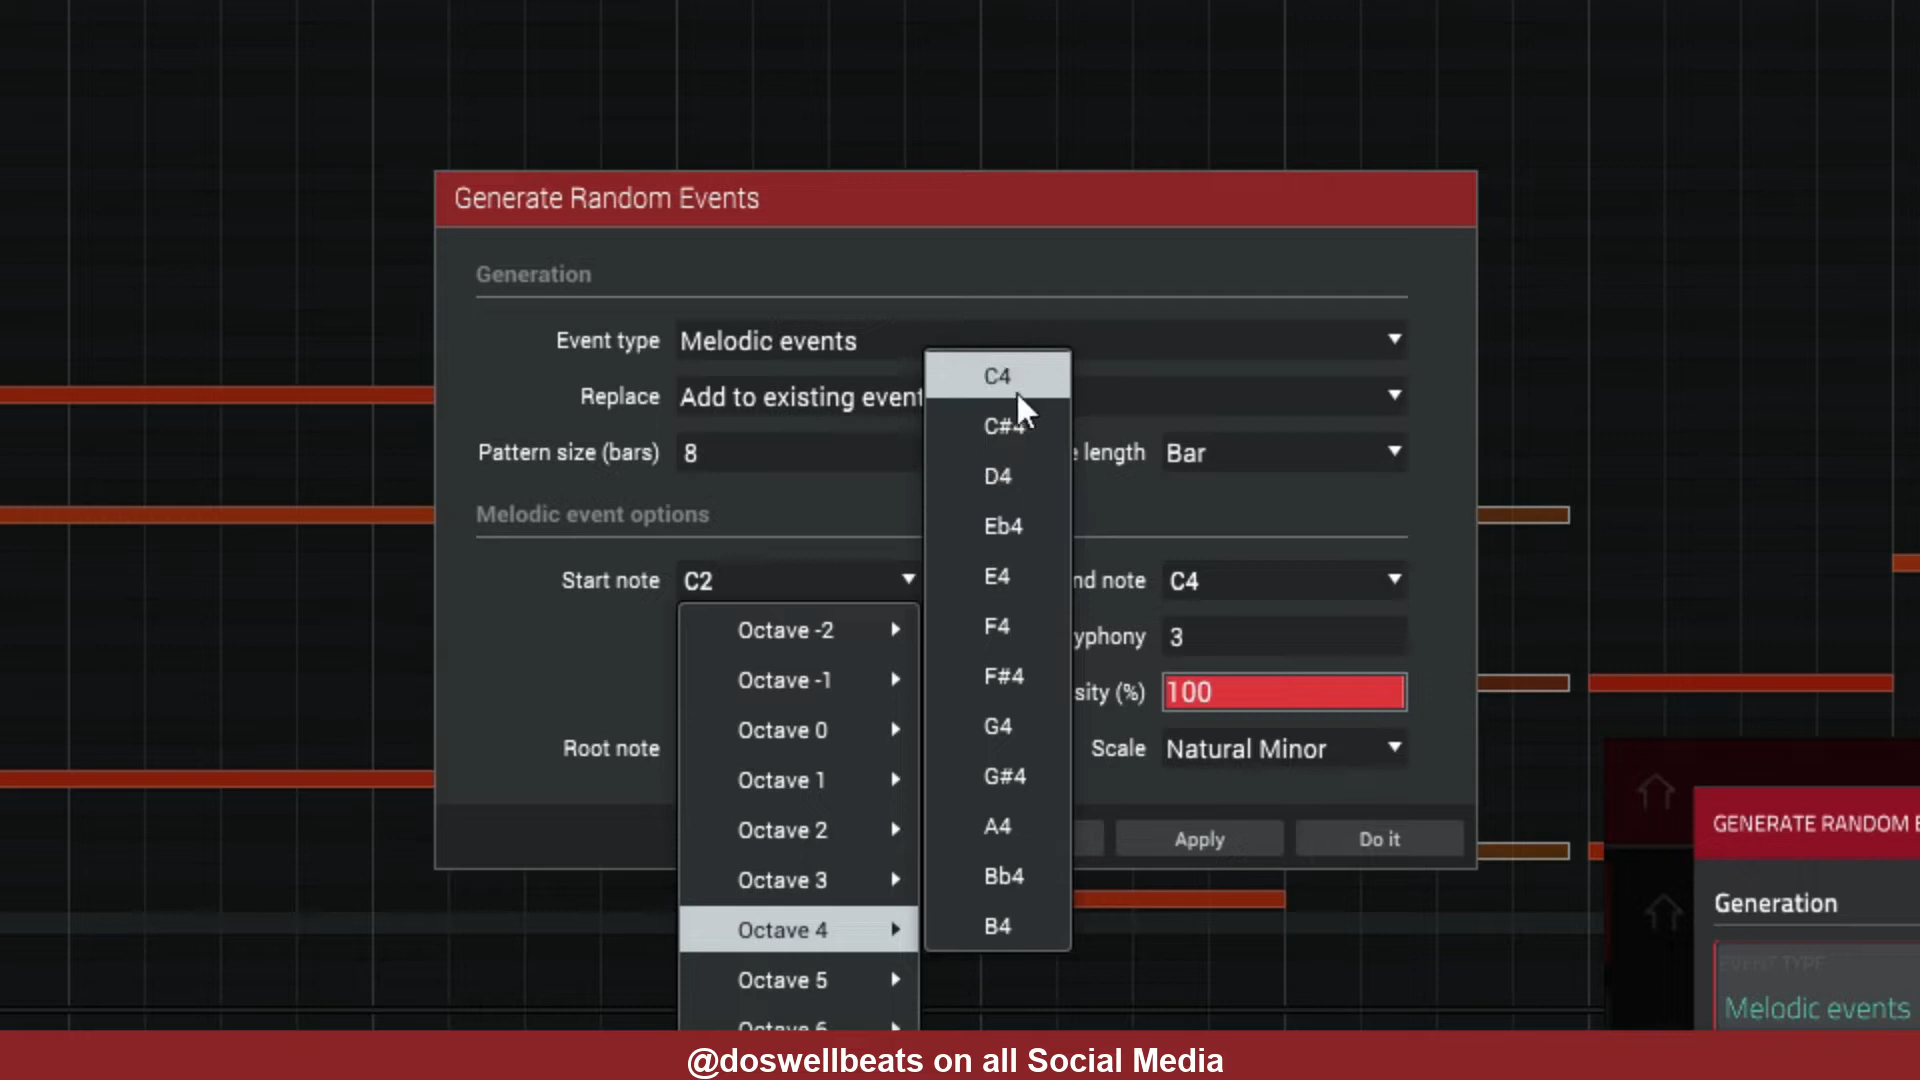 Generate Random Events
Generation
Event type Melodic events
Replace Add to existing event
Pattern size (bars) 8 length Bar
Melodic event options
Start note C2 nd note C4
yphony 3
sity (%) 100
Root note Scale Natural Minor
Apply Do it
Octave -2
Octave -1
Octave 0
Octave 1
Octave 2
Octave 3
Octave 4
Octave 5
Octave 6
C4
C#4
D4
Eb4
E4
F4
F#4
G4
G#4
A4
Bb4
B4
GENERATE RANDOM
Generation
EVENT TYPE
Melodic events
@doswellbeats on all Social Media